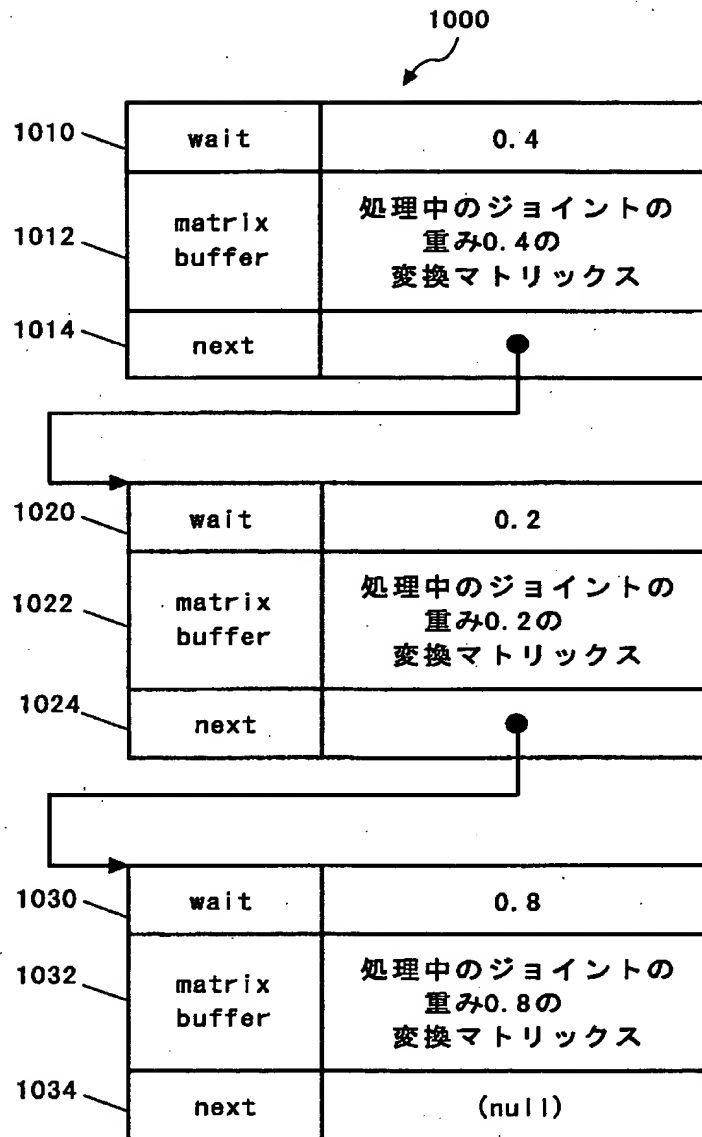 1000
1010 wait 0.4
1012 matrix buffer 処理中のジョイントの
重み0.4の
変換マトリックス
1014 next
1020 wait 0.2
1022 matrix buffer 処理中のジョイントの
重み0.2の
変換マトリックス
1024 next
1030 wait 0.8
1032 matrix buffer 処理中のジョイントの
重み0.8の
変換マトリックス
1034 next (null)